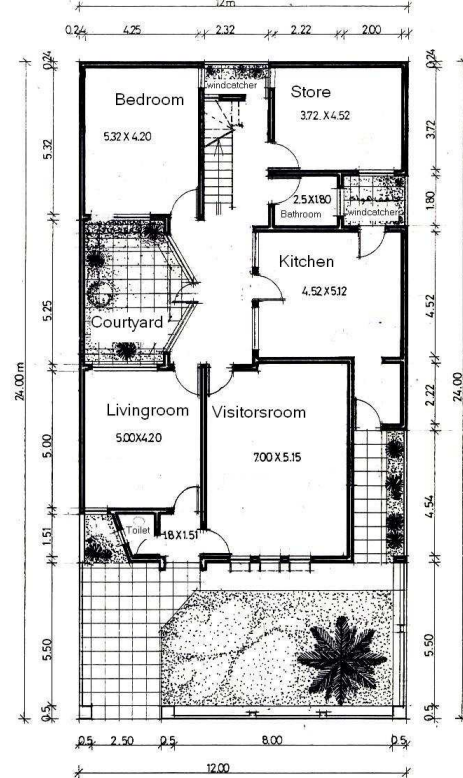 12m
0.24
4.25
2.32
2.22
2.00
windcatcher
Store
3.72. X 4.52
Bedroom
5.32 X 4.20
2.5X1.80
Bathroom
windcatcher
Kitchen
4.52 X 5.12
Courtyard
Livingroom
5.00X4.20
Visitorsroom
7.00 X 5.15
Toilet
1.8 X 1.51
0.24
5.32
5.25
5.00
1.51
5.50
0.5
24.00 m
0.24
3.72
1.80
4.52
2.22
4.54
5.50
0.5
24.00
0.5
2.50
0.5
8.00
0.5
12.00